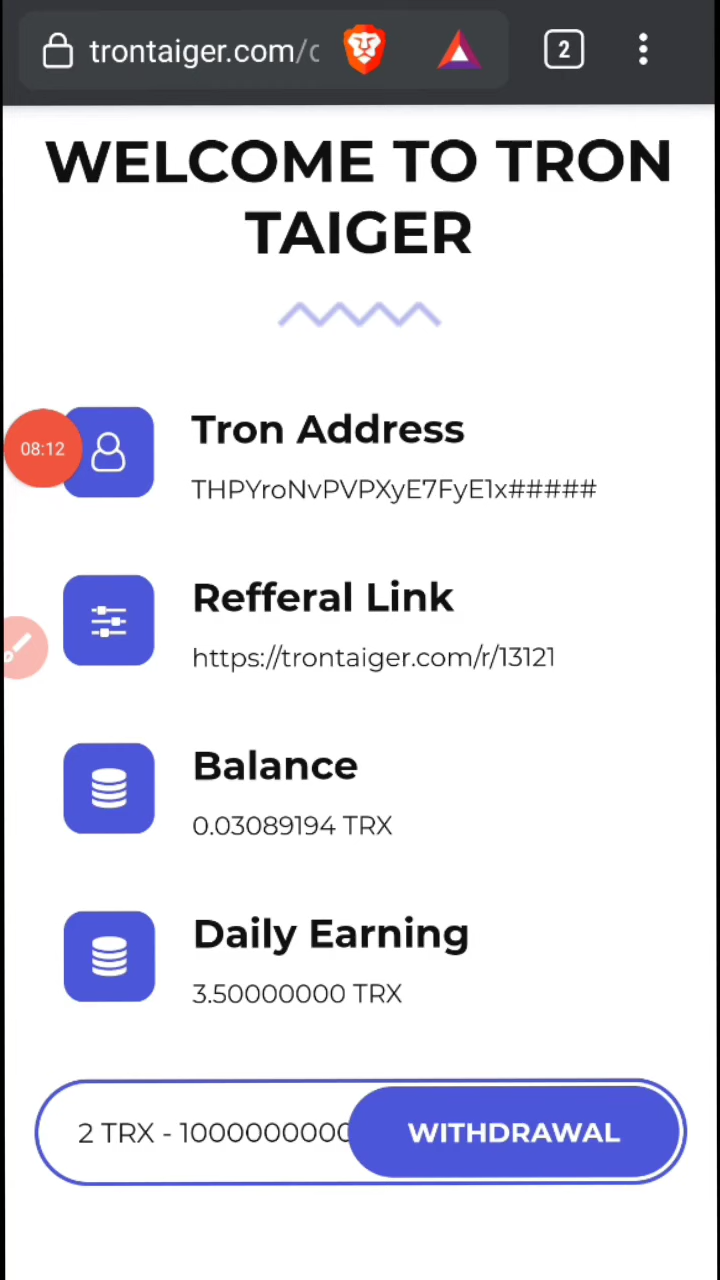 trontaiger.com/
2
WELCOME TO TRON
TAIGER
08:12
Tron Address
THPYroNvPVPXyE7FyE1x#####
Refferal Link
https://trontaiger.com/r/13121
Balance
0.03089194 TRX
Daily Earning
3.50000000 TRX
2 TRX - 1000000000
WITHDRAWAL